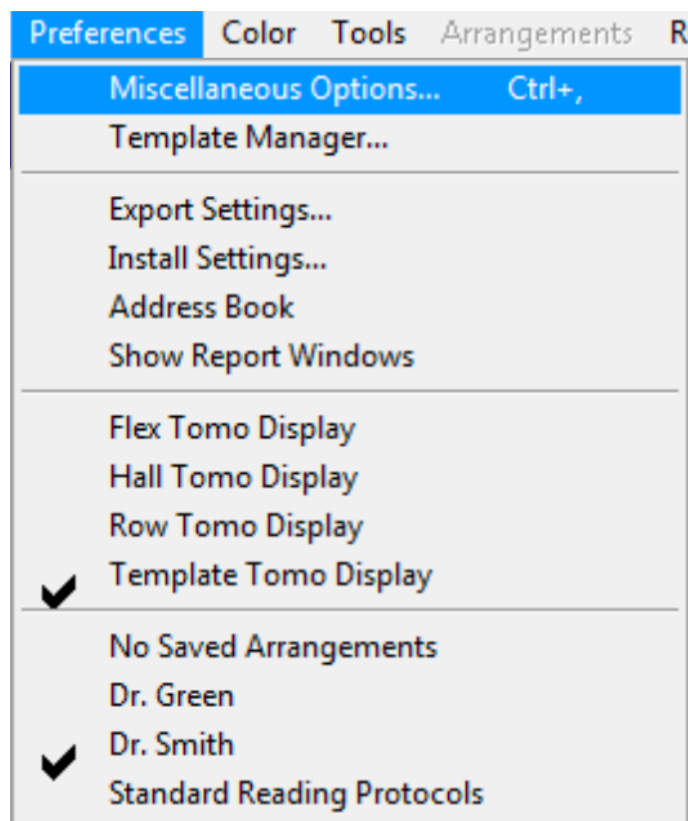 Preferences Color Tools Arrangements R
Miscellaneous Options... Ctrl+,
Template Manager...
Export Settings...
Install Settings...
Address Book
Show Report Windows
Flex Tomo Display
Hall Tomo Display
Row Tomo Display
Template Tomo Display
No Saved Arrangements
Dr. Green
Dr. Smith
Standard Reading Protocols